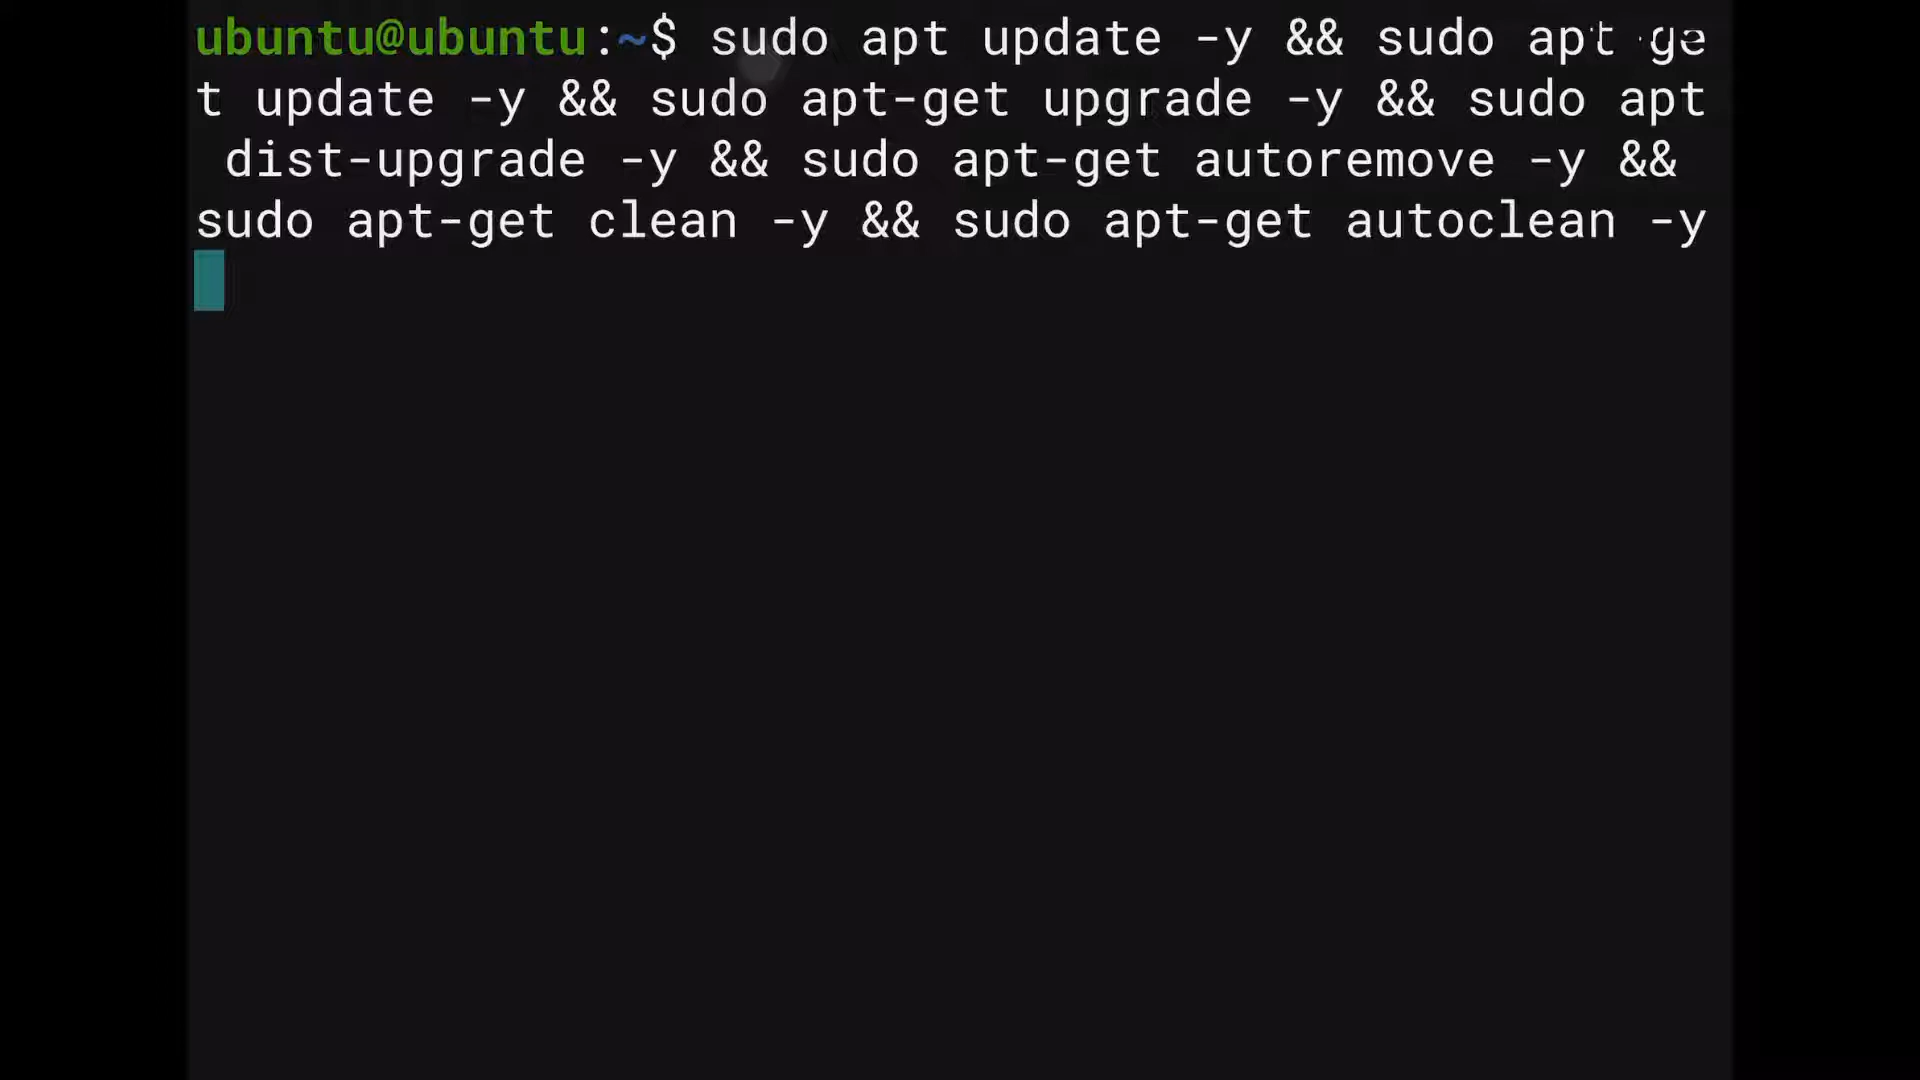 ubuntu@ubuntu:~$ sudo apt update -y && sudo apt ge
t update -y && sudo apt-get upgrade -y && sudo apt
dist-upgrade -y && sudo apt-get autoremove -y &&
sudo apt-get clean -y && sudo apt-get autoclean -y